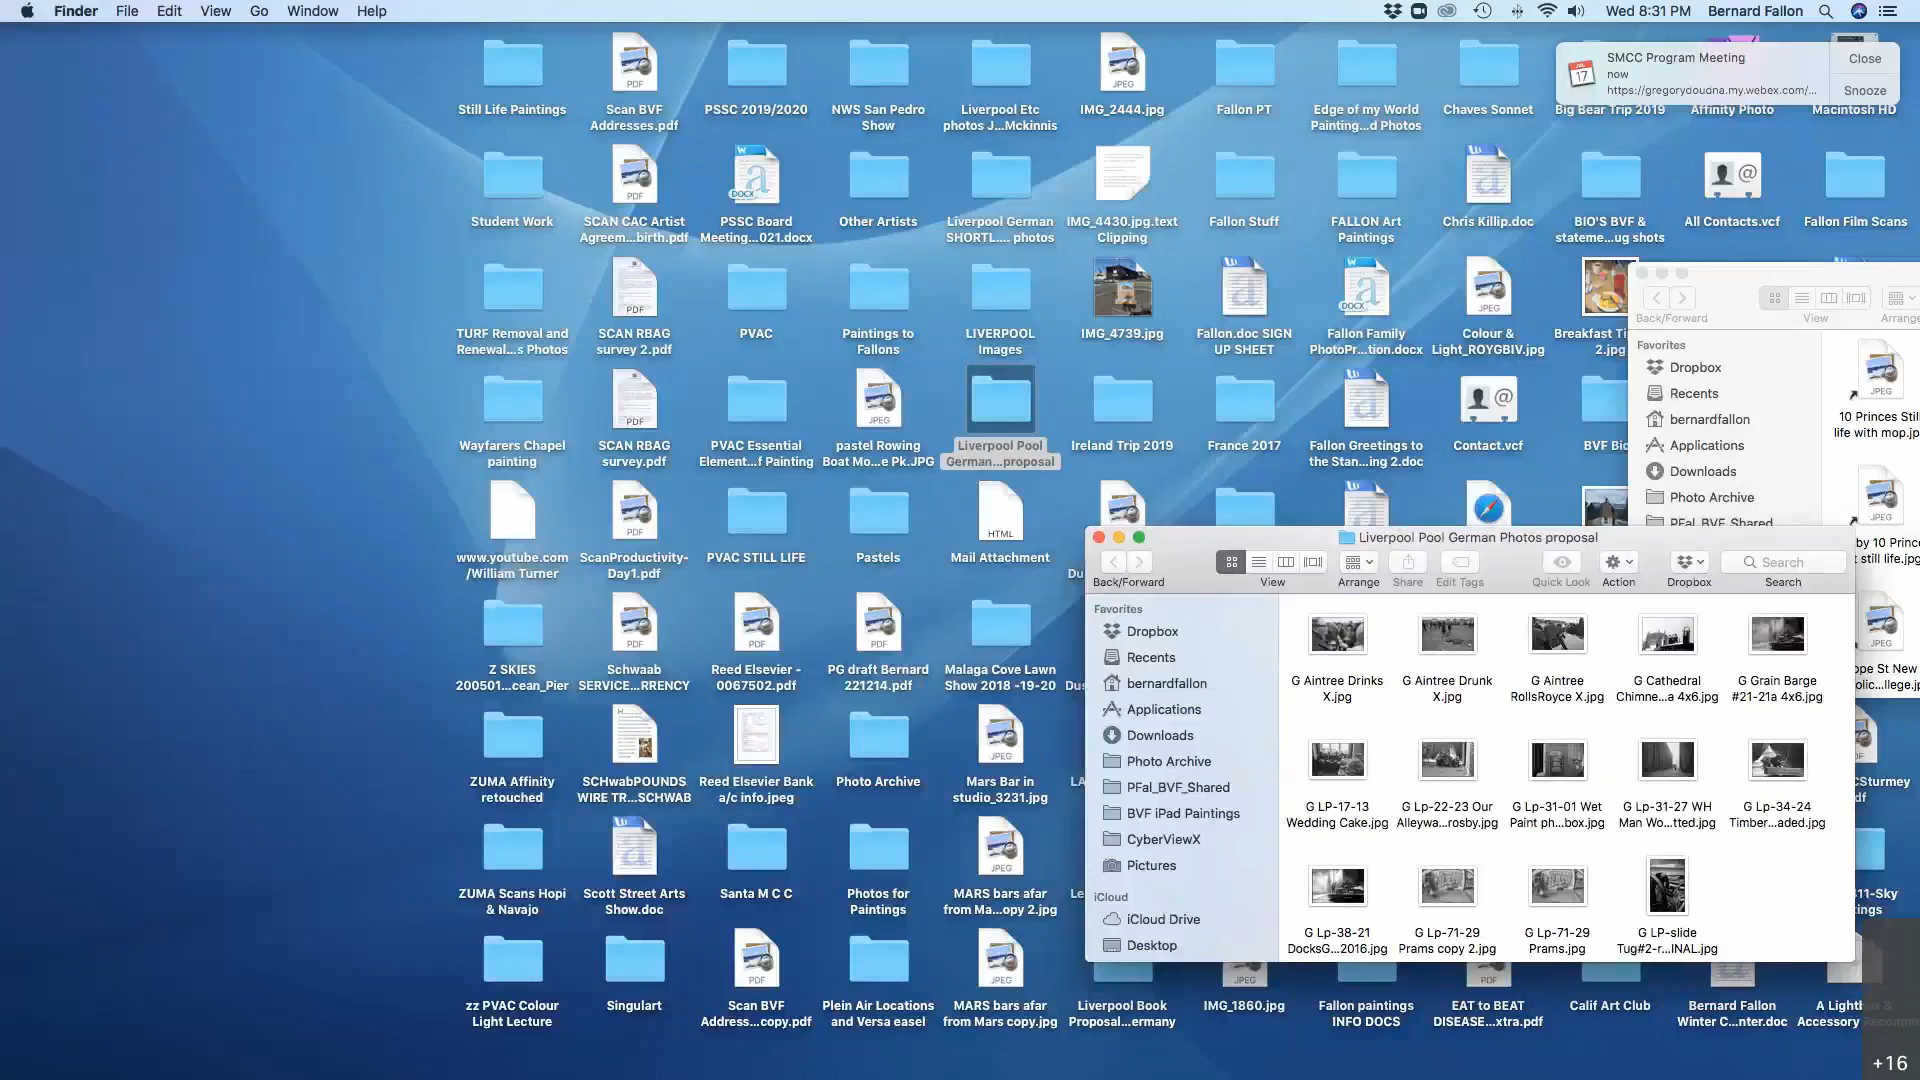 Finder File Edit View Go Window Help
Wed 8:31 PM Bernard Fallon
SMCC Program Meeting
now
https://gregorydoudna.my.webex.com/...
Close
Snooze
Still Life Paintings
Scan BVF
Addresses.pdf
PSSC 2019/2020
NWS San Pedro
Show
Liverpool Etc
photos J...Mckinnis
IMG_2444.jpg
Fallon PT
Edge of my World
Painting...d Photos
Chaves Sonnet
Big Bear Trip 2019
Affinity Photo
Macintosh HD
Student Work
SCAN CAC Artist
Agreem...birth.pdf
PSSC Board
Meeting...021.docx
Other Artists
Liverpool German
SHORTL.... photos
IMG_4430.jpg.text
Clipping
Fallon Stuff
FALLON Art
Paintings
Chris Killip.doc
BIO'S BVF &
stateme...ug shots
All Contacts.vcf
Fallon Film Scans
TURF Removal and
Renewal...s Photos
SCAN RBAG
survey 2.pdf
PVAC
Paintings to
Fallons
LIVERPOOL
Images
IMG_4739.jpg
Fallon.doc SIGN
UP SHEET
Fallon Family
PhotoPr...tion.docx
Colour &
Light_ROYGBIV.jpg
Breakfast Ti
2.jpg
Back/Forward
View
Arrange
Favorites
Dropbox
Recents
bernardfallon
Applications
Downloads
Photo Archive
PFal_BVF_Shared
JPEG
10 Princes Still
life with mop.jp
JPEG
by 10 Prince
t still life.jpg
JPEG
ope St New
olic...llege.jp
Wayfarers Chapel
painting
SCAN RBAG
survey.pdf
PVAC Essential
Element...f Painting
pastel Rowing
Boat Mo...e Pk.JPG
Liverpool Pool
German...proposal
Ireland Trip 2019
France 2017
Fallon Greetings to
the Stan...ing 2.doc
Contact.vcf
BVF Bio
www.youtube.com
/William Turner
ScanProductivity-
Day1.pdf
PVAC STILL LIFE
Pastels
HTML
Mail Attachment
Du
Z SKIES
200501...cean_Pier
Schwaab
SERVICE...RRENCY
Reed Elsevier -
0067502.pdf
PG draft Bernard
221214.pdf
Malaga Cove Lawn
Show 2018 -19-20
Dus
ZUMA Affinity
retouched
SCHwabPOUNDS
WIRE TR...SCHWAB
Reed Elsevier Bank
a/c info.jpeg
Photo Archive
Mars Bar in
studio_3231.jpg
LA
ZUMA Scans Hopi
& Navajo
Scott Street Arts
Show.doc
Santa M C C
Photos for
Paintings
MARS bars afar
from Ma...opy 2.jpg
Le
zz PVAC Colour
Light Lecture
Singulart
Scan BVF
Address...copy.pdf
Plein Air Locations
and Versa easel
MARS bars afar
from Mars copy.jpg
Liverpool Book
Proposal...ermany
IMG_1860.jpg
Fallon paintings
INFO DOCS
EAT to BEAT
DISEASE...xtra.pdf
Calif Art Club
Bernard Fallon
Winter C...nter.doc
A Lightb
Accessory
Liverpool Pool German Photos proposal
Back/Forward
View
Arrange
Share
Edit Tags
Quick Look
Action
Dropbox
Search
Search
Favorites
Dropbox
Recents
bernardfallon
Applications
Downloads
Photo Archive
PFal_BVF_Shared
BVF iPad Paintings
CyberViewX
Pictures
iCloud
iCloud Drive
Desktop
G Aintree Drinks
X.jpg
G Aintree Drunk
X.jpg
G Aintree
RollsRoyce X.jpg
G Cathedral
Chimne...a 4x6.jpg
G Grain Barge
#21-21a 4x6.jpg
G LP-17-13
Wedding Cake.jpg
G Lp-22-23 Our
Alleywa...rosby.jpg
G Lp-31-01 Wet
Paint ph...box.jpg
G Lp-31-27 WH
Man Wo...tted.jpg
G Lp-34-24
Timber...aded.jpg
G Lp-38-21
DocksG...2016.jpg
G Lp-71-29
Prams copy 2.jpg
G Lp-71-29
Prams.jpg
G LP-slide
Tug#2-r...INAL.jpg
CSturmey
df
11-Sky
tings
+16